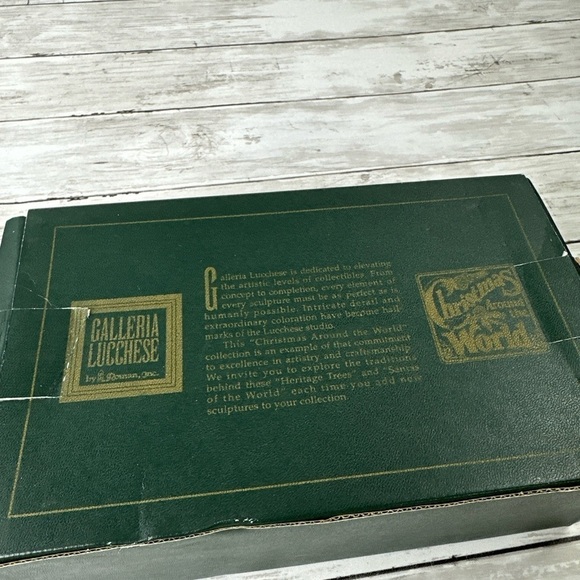 GALLERIA
LUCCHESE
by Roman, Inc.
Galleria Lucchese is dedicated to elevating
the artistic levels of collectibles. From
concept to completion, every element of
every sculpture must be as perfect as is
humanly possible. Intricate detail and
extraordinary coloration have become hall-
marks of the Lucchese studio.
This "Christmas Around the World"
collection is an example of that commitment
to excellence in artistry and craftsmanship.
We invite you to explore the traditions
behind these "Heritage Trees" and "Santas
of the World" each time you add new
sculptures to your collection.
Christmas
Around
the
World